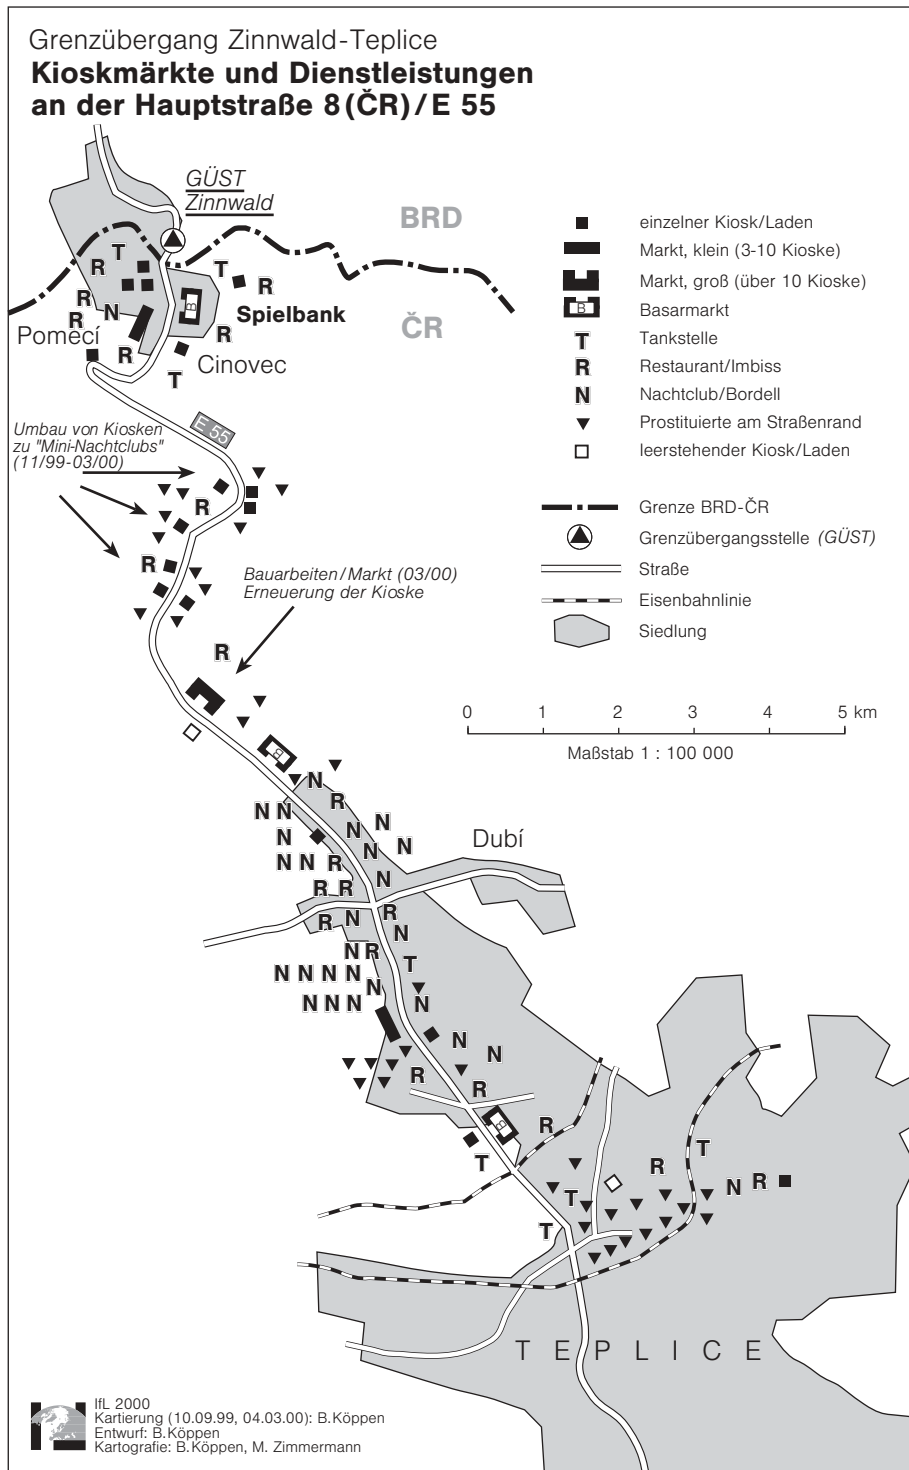 Grenzübergang Zinnwald-Teplice
Kioskmärkte und Dienstleistungen
an der Hauptstraße 8(ČR)/E 55
GÜST
Zinnwald
BRD
ČR
T
R
R
R
N
R
T
R
R
T
B
Spielbank
Pomecí
Cinovec
einzelner Kiosk/Laden
Markt, klein (3-10 Kioske)
Markt, groß (über 10 Kioske)
B Basarmarkt
T Tankstelle
R Restaurant/Imbiss
N Nachtclub/Bordell
Prostituierte am Straßenrand
leerstehender Kiosk/Laden
Grenze BRD-ČR
Grenzübergangsstelle (GÜST)
Straße
Eisenbahnlinie
Siedlung
E 55
Umbau von Kiosken
zu "Mini-Nachtclubs"
(11/99-03/00)
R
R
Bauarbeiten/Markt (03/00)
Erneuerung der Kioske
R
0 1 2 3 4 5 km
Maßstab 1 : 100 000
B
N
R
N N
N N
N N
N
N N R
N
R R
Dubí
R N R
N
N R
T
N N N N
N
N N N
N
N
N
R
R
B
R
T
T
R
T
N R
T
TEPLICE
IfL 2000
Kartierung (10.09.99, 04.03.00): B.Köppen
Entwurf: B.Köppen
Kartografie: B.Köppen, M. Zimmermann